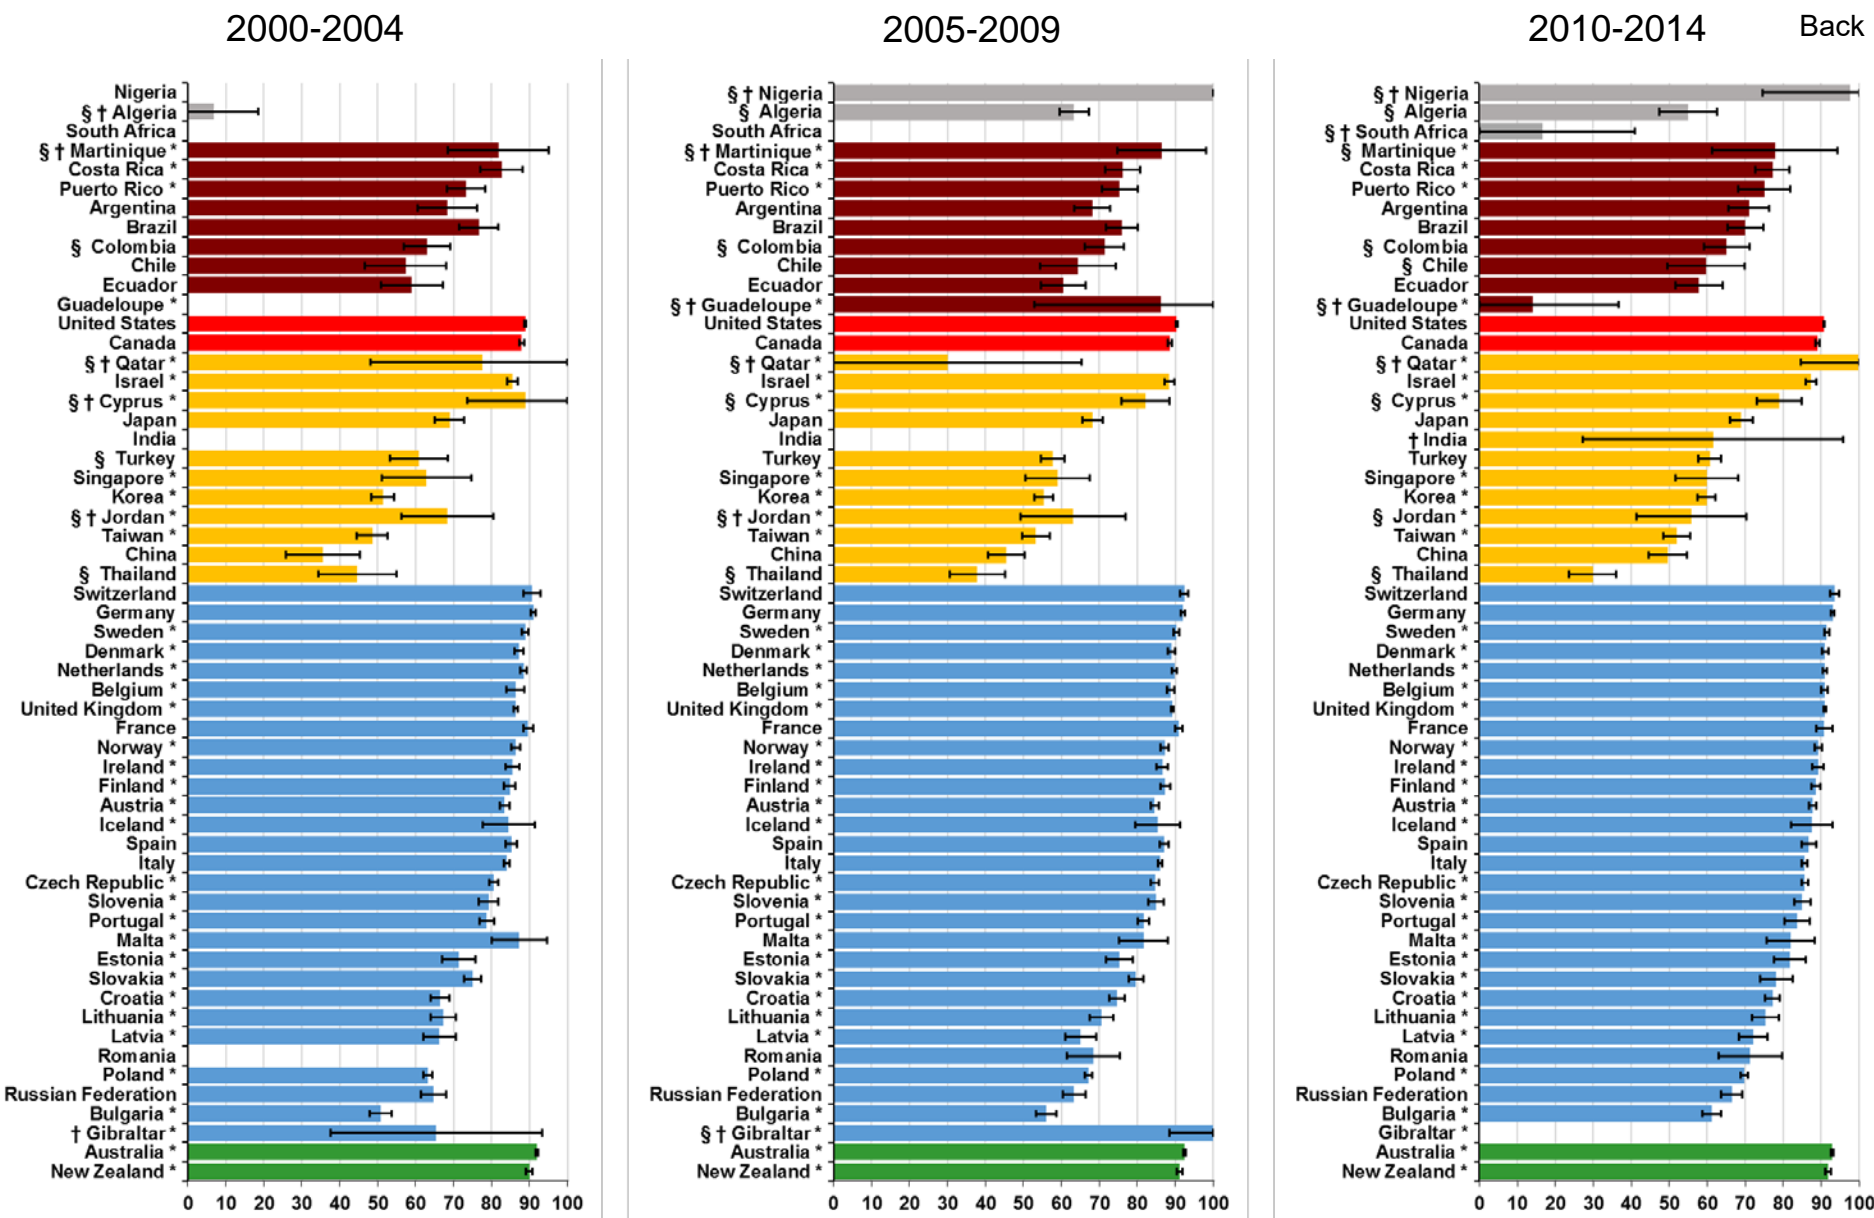 2000-2004
Nigeria
§ † Algeria
South Africa
§ † Martinique *
Costa Rica *
Puerto Rico *
Argentina
Brazil
§ Colombia
Chile
Ecuador
Guadeloupe *
United States
Canada
§ † Qatar *
Israel *
§ † Cyprus *
Japan
India
§ Turkey
Singapore *
Korea *
§ † Jordan *
Taiwan *
China
§ Thailand
Switzerland
Germany
Sweden *
Denmark *
Netherlands *
Belgium *
United Kingdom *
France
Norway *
Ireland *
Finland *
Austria *
Iceland *
Spain
Italy
Czech Republic *
Slovenia *
Portugal *
Malta *
Estonia *
Slovakia *
Croatia *
Lithuania *
Latvia *
Romania
Poland *
Russian Federation
Bulgaria *
† Gibraltar *
Australia *
New Zealand *
0 10 20 30 40 50 60 70 80 90 100
2005-2009
§ † Nigeria
§ Algeria
South Africa
§ † Martinique *
Costa Rica *
Puerto Rico *
Argentina
Brazil
§ Colombia
Chile
Ecuador
§ † Guadeloupe *
United States
Canada
§ † Qatar *
Israel *
§ Cyprus *
Japan
India
Turkey
Singapore *
Korea *
§ † Jordan *
Taiwan *
China
§ Thailand
Switzerland
Germany
Sweden *
Denmark *
Netherlands *
Belgium *
United Kingdom *
France
Norway *
Ireland *
Finland *
Austria *
Iceland *
Spain
Italy
Czech Republic *
Slovenia *
Portugal *
Malta *
Estonia *
Slovakia *
Croatia *
Lithuania *
Latvia *
Romania
Poland *
Russian Federation
Bulgaria *
§ † Gibraltar *
Australia *
New Zealand *
0 10 20 30 40 50 60 70 80 90 100
2010-2014
Back
§ † Nigeria
§ Algeria
§ † South Africa
§ Martinique *
Costa Rica *
Puerto Rico *
Argentina
Brazil
§ Colombia
§ Chile
Ecuador
§ † Guadeloupe *
United States
Canada
§ † Qatar *
Israel *
§ Cyprus *
Japan
† India
Turkey
Singapore *
Korea *
§ Jordan *
Taiwan *
China
§ Thailand
Switzerland
Germany
Sweden *
Denmark *
Netherlands *
Belgium *
United Kingdom *
France
Norway *
Ireland *
Finland *
Austria *
Iceland *
Spain
Italy
Czech Republic *
Slovenia *
Portugal *
Malta *
Estonia *
Slovakia *
Croatia *
Lithuania *
Latvia *
Romania
Poland *
Russian Federation
Bulgaria *
Gibraltar *
Australia *
New Zealand *
0 10 20 30 40 50 60 70 80 90 100